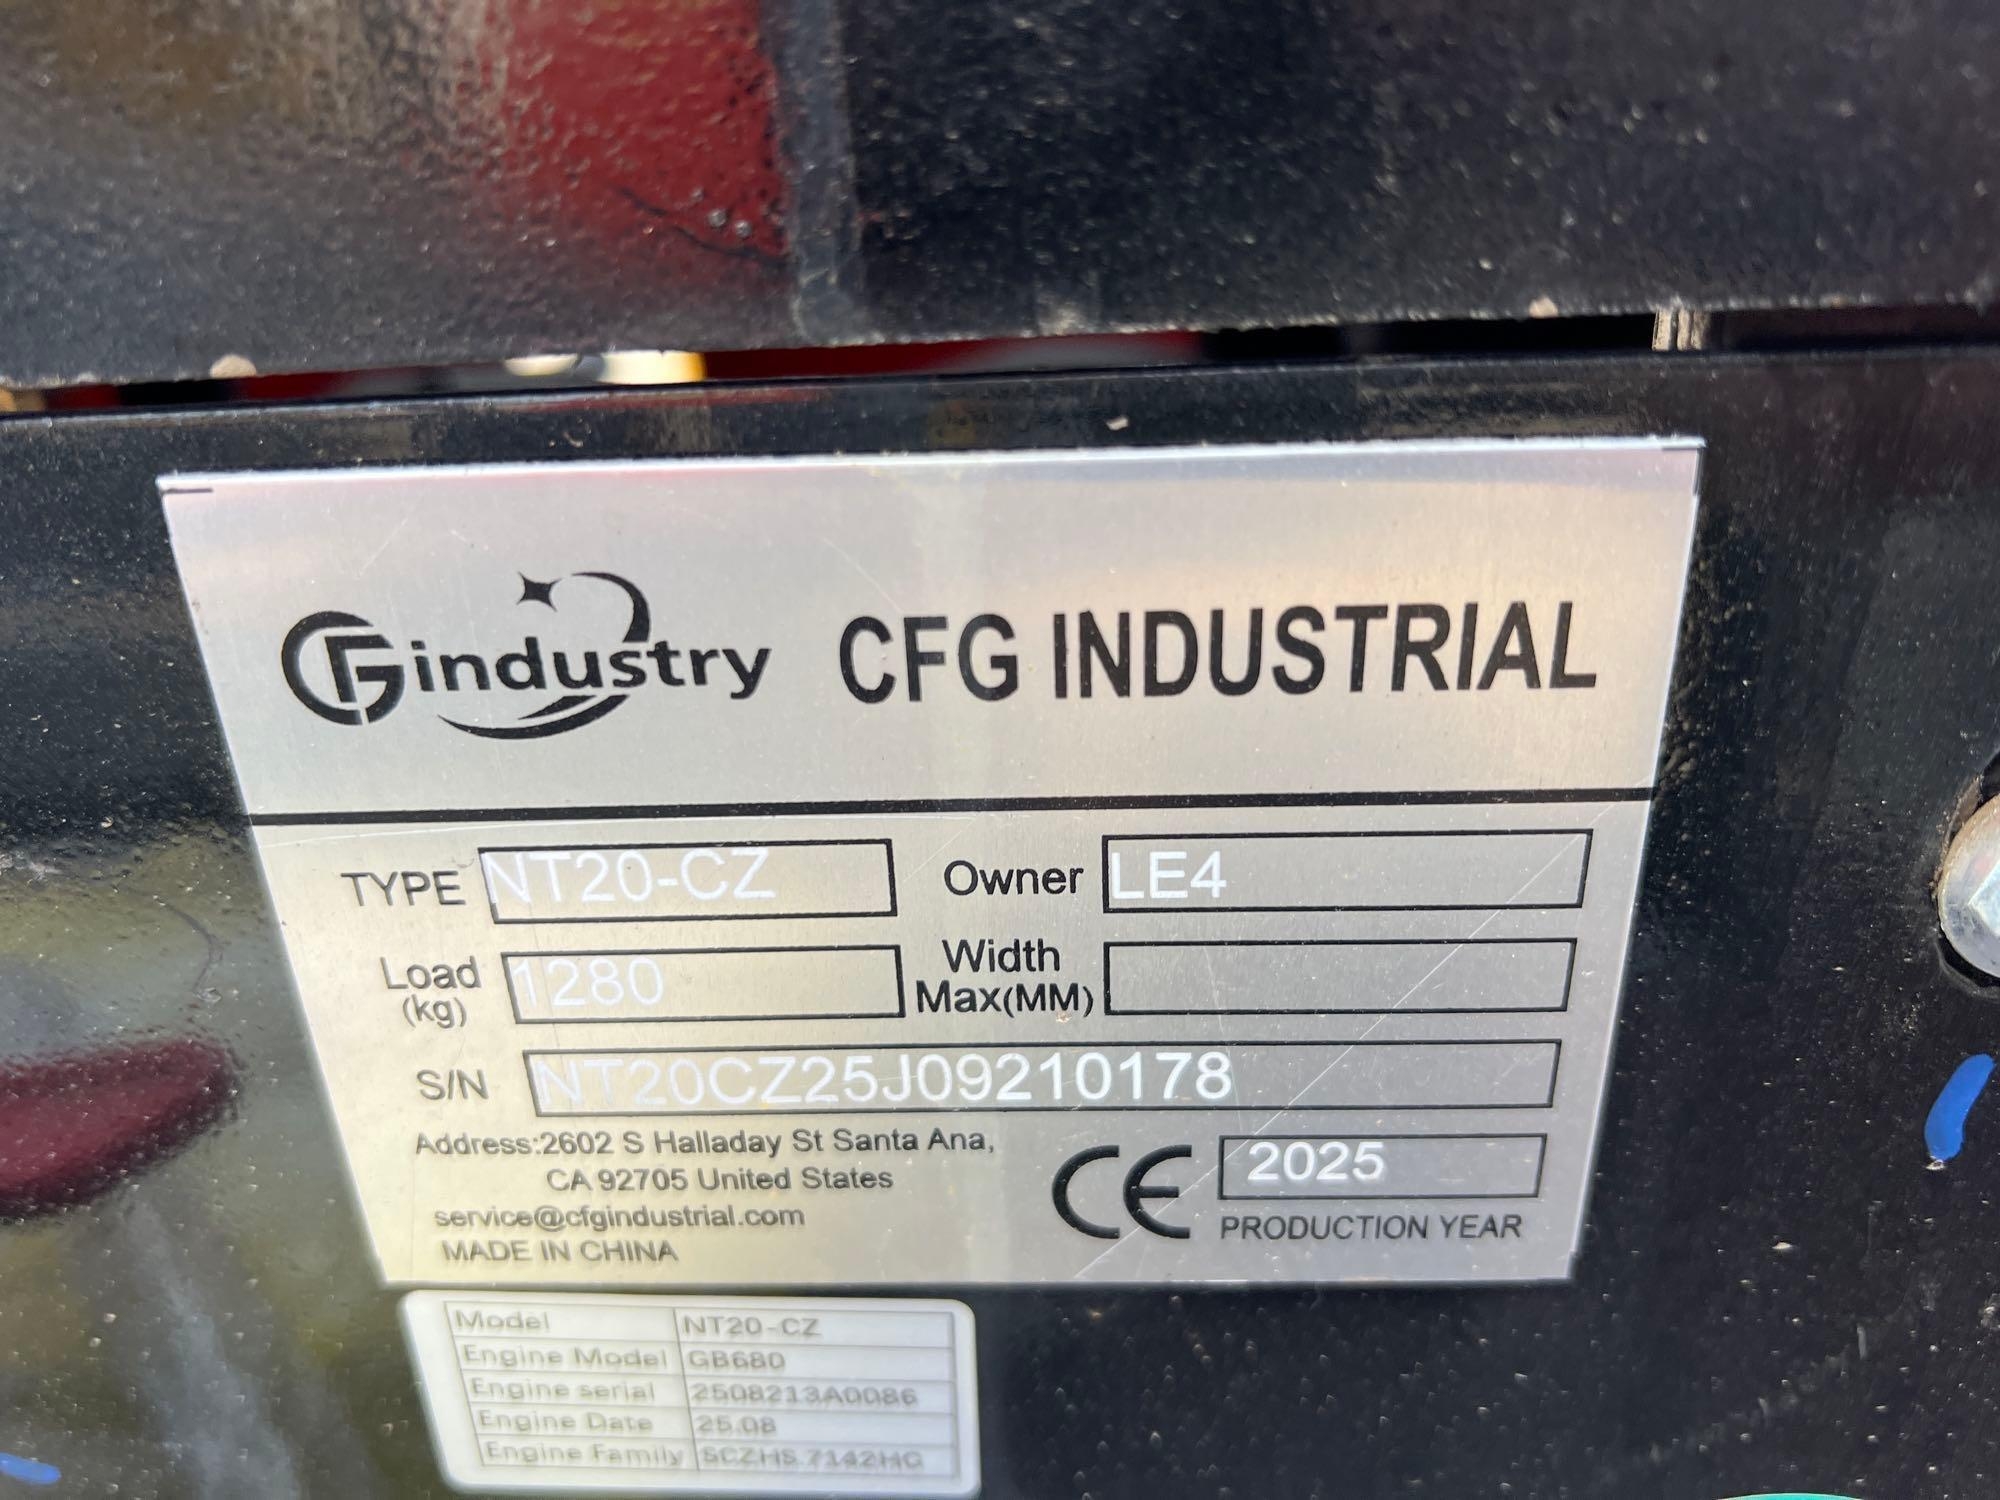 CFG industry CFG INDUSTRIAL
TYPE NT20-CZ Owner LE4
Load (kg) 1280 Width Max(MM)
S/N NT20CZ25J09210178
Address:2602 S Halladay St Santa Ana,
CA 92705 United States
service@cfgindustrial.com
MADE IN CHINA
CE 2025
PRODUCTION YEAR
Model NT20-CZ
Engine Model GB680
Engine serial 2508213A0086
Engine Date 25.08
Engine Family SCZHS.7142HG